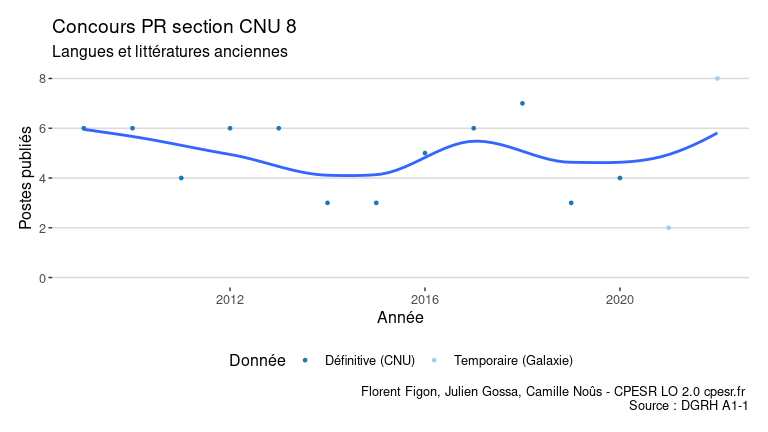 Concours PR section CNU 8
Langues et littératures anciennes
Postes publiés
8
6
4
2
0
2012
2016
2020
Année
Donnée
Définitive (CNU)
Temporaire (Galaxie)
Florent Figon, Julien Gossa, Camille Noûs - CPESR LO 2.0 cpesr.fr
Source : DGRH A1-1